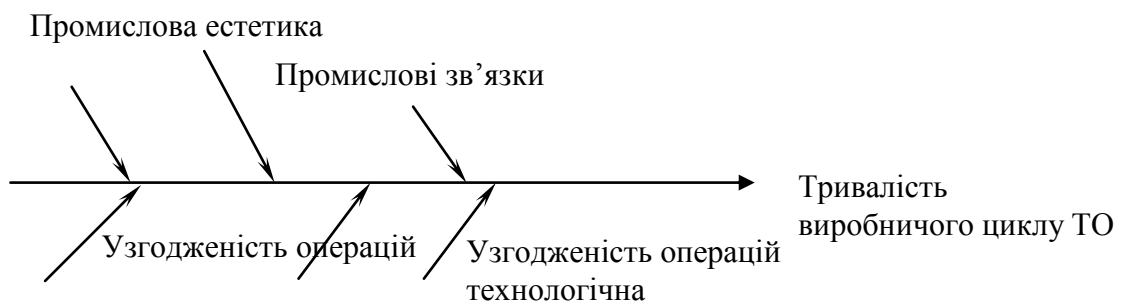 Промислова естетика
Промислові зв’язки
Тривалість
виробничого циклу ТО
Узгодженість операцій
Узгодженість операцій
технологічна